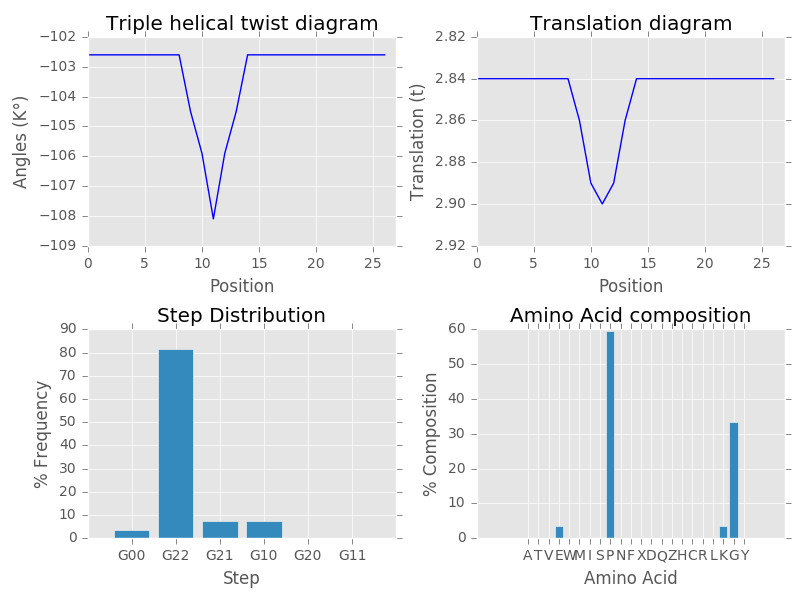 Triple helical twist diagram
−102
−103
−104
−105
−106
−107
−108
−109
Angles (K°)
0 5 10 15 20 25
Position
Translation diagram
2.82
2.84
2.86
2.88
2.90
2.92
Translation (t)
0 5 10 15 20 25
Position
Step Distribution
90
80
70
60
50
40
30
20
10
0
% Frequency
G00 G22 G21 G10 G20 G11
Step
Amino Acid composition
60
50
40
30
20
10
0
% Composition
A T V E W M I S P N F X D Q Z H C R L K G Y
Amino Acid